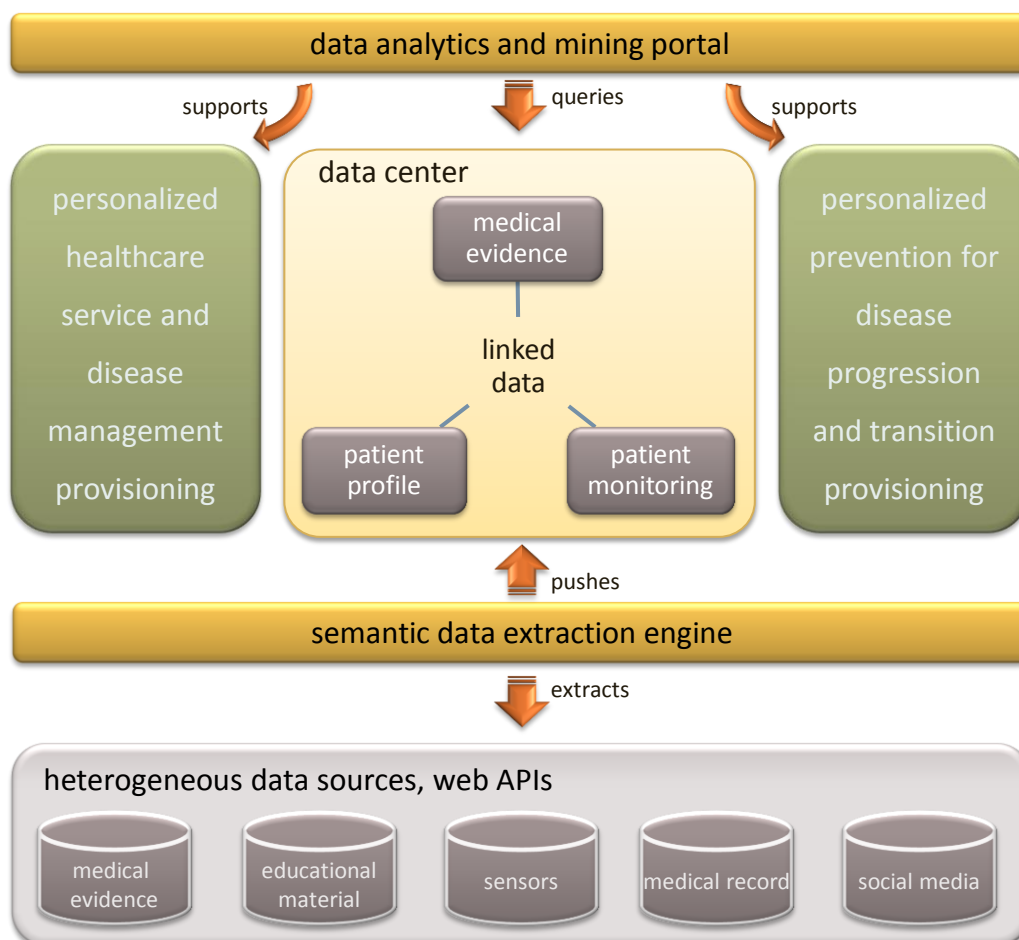 data analytics and mining portal
supports
queries
supports
personalized
healthcare
service and
disease
management
provisioning
data center
medical
evidence
linked
data
patient
profile
patient
monitoring
personalized
prevention for
disease
progression
and transition
provisioning
pushes
semantic data extraction engine
extracts
heterogeneous data sources, web APIs
medical
evidence
educational
material
sensors
medical record
social media